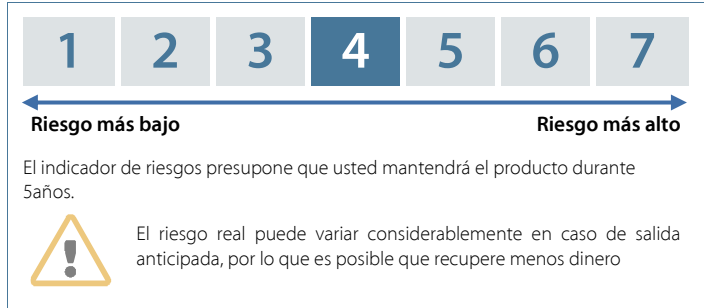 1 2 3 4 5 6 7
Riesgo más bajo Riesgo más alto
El indicador de riesgos presupone que usted mantendrá el producto durante
5años.
El riesgo real puede variar considerablemente en caso de salida
anticipada, por lo que es posible que recupere menos dinero